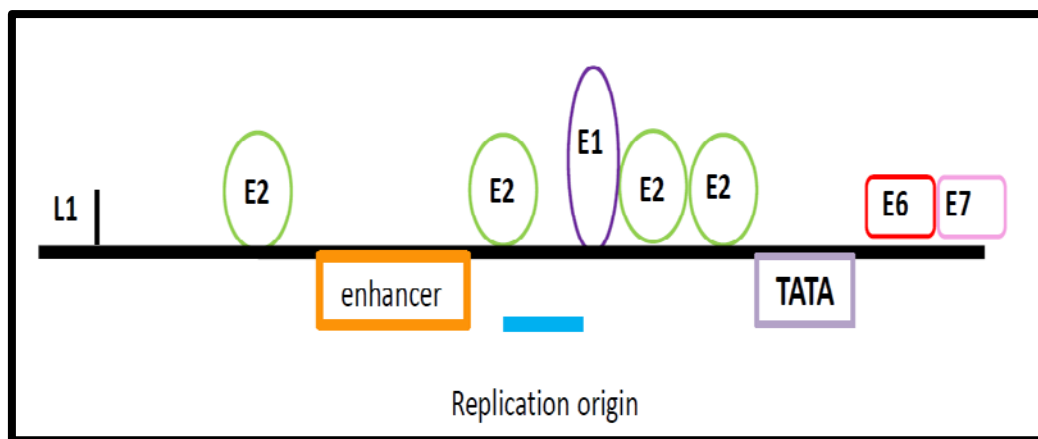 E1
E2
E2
E2
E2
L1
E6
E7
enhancer
TATA
Replication origin